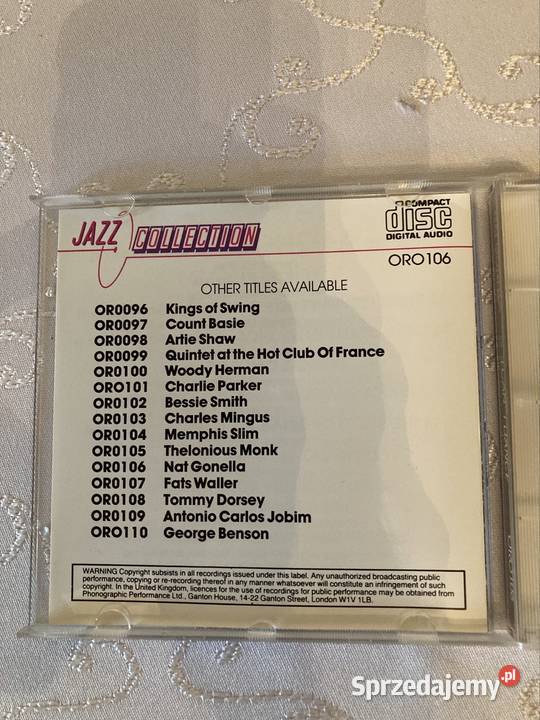 JAZZ COLLECTION
COMPACT
disc
DIGITAL AUDIO
ORO106
OTHER TITLES AVAILABLE
OR0096 Kings of Swing
OR0097 Count Basie
OR0098 Artie Shaw
OR0099 Quintet at the Hot Club Of France
OR0100 Woody Herman
ORO101 Charlie Parker
OR0102 Bessie Smith
OR0103 Charles Mingus
OR0104 Memphis Slim
OR0105 Thelonious Monk
OR0106 Nat Gonella
OR0107 Fats Waller
OR0108 Tommy Dorsey
OR0109 Antonio Carlos Jobim
ORO110 George Benson
WARNING Copyright subsists in all recordings issued under this label. Any unauthorized broadcasting public
performance, copying or re-recording thereof in any manner whatsoever will constitute an infringement of such
copyright. In the United Kingdom, licences for the use of recordings for public performance may be obtained from
Phonographic Performance Ltd., Ganton House, 14-22 Ganton Street, London W1V 1LB.
Sprzedajemy.pl